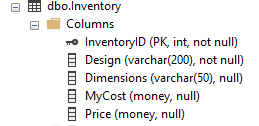 dbo.Inventory
Columns
InventoryID (PK, int, not null)
Design (varchar(200), not null)
Dimensions (varchar(50), null)
MyCost (money, null)
Price (money, null)